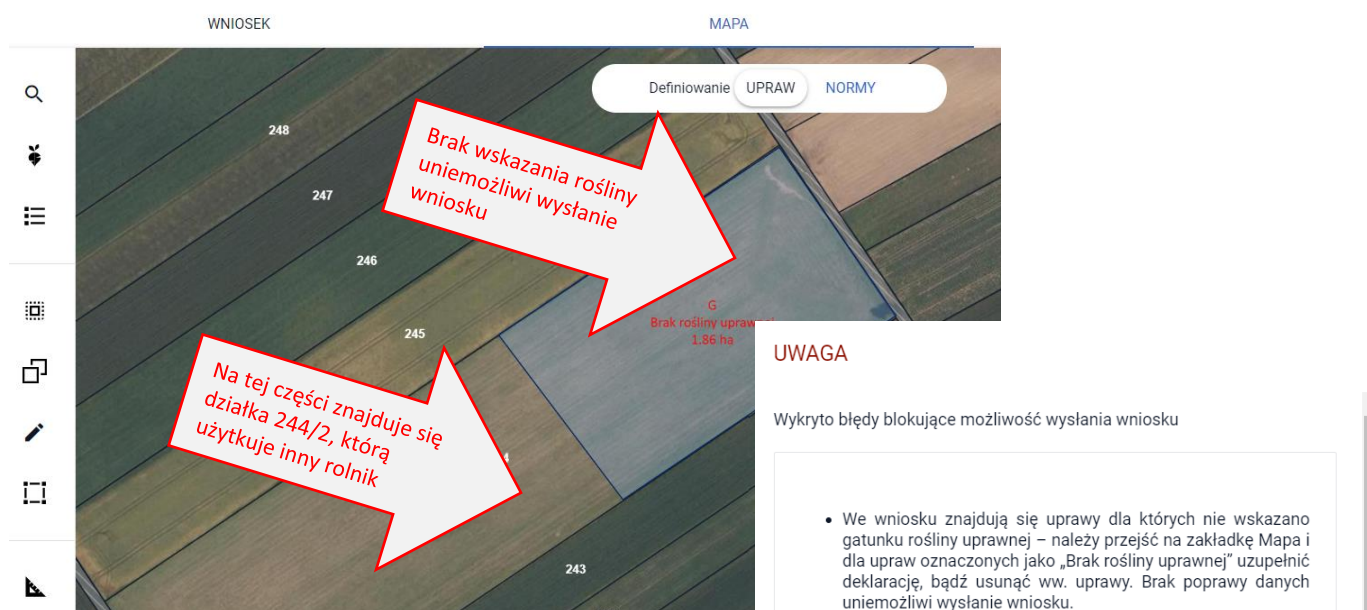 WNIOSEK
MAPA
Definiowanie UPRAW NORMY
248
247
246
245
Brak wskazania rośliny
uniemożliwi wysłanie
wniosku
G
Brak rośliny uprawnej
1.86 ha
Na tej części znajduje się
działka 244/2, którą
użytkuje inny rolnik
4
243
UWAGA
Wykryto błędy blokujące możliwość wysłania wniosku
• We wniosku znajdują się uprawy dla których nie wskazano
gatunku rośliny uprawnej – należy przejść na zakładkę Mapa i
dla upraw oznaczonych jako „Brak rośliny uprawnej” uzupełnić
deklarację, bądź usunąć ww. uprawy. Brak poprawy danych
uniemożliwi wysłanie wniosku.